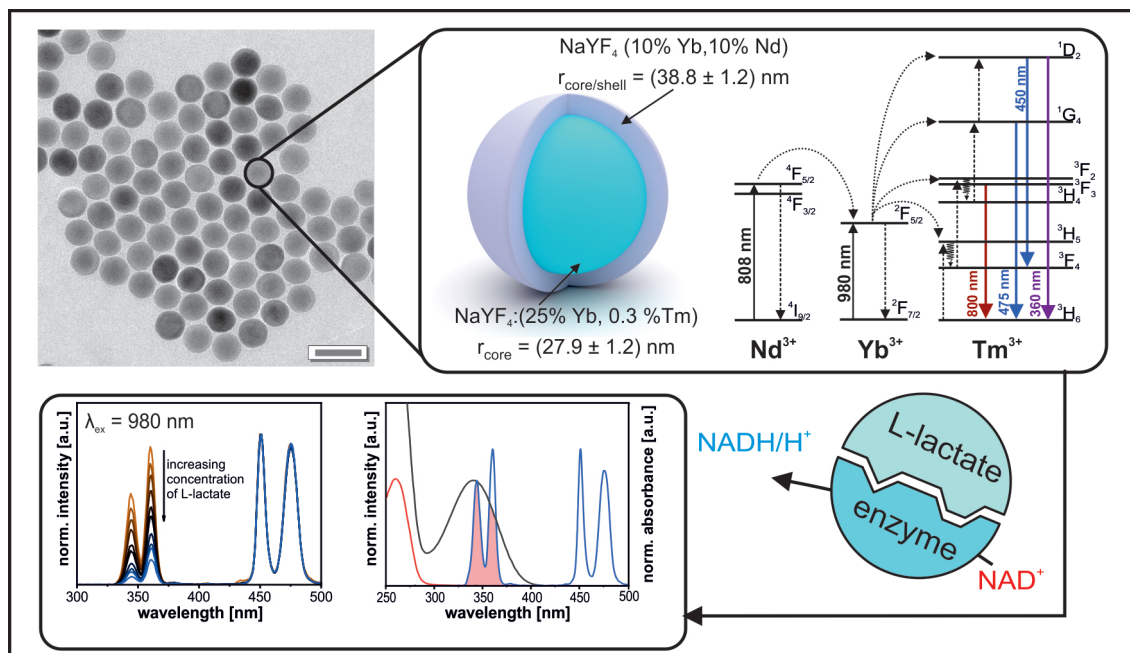 NaYF₄ (10% Yb,10% Nd)
r core/shell = (38.8 ± 1.2) nm
NaYF₄:(25% Yb, 0.3 %Tm)
r core = (27.9 ± 1.2) nm
⁴F₅/₂
⁴F₃/₂
808 nm
⁴I₉/₂
Nd³⁺
²F₅/₂
980 nm
²F₇/₂
Yb³⁺
¹D₂
450 nm
¹G₄
³F₂
³F₃
³H₄
³H₅
³F₄
800 nm
475 nm
360 nm
³H₆
Tm³⁺
λex = 980 nm
increasing
concentration
of L-lactate
norm. intensity [a.u.]
300 350 400 450 500
wavelength [nm]
norm. intensity [a.u.]
norm. absorbance [a.u.]
250 300 350 400 450 500
wavelength [nm]
NADH/H⁺
L-lactate
enzyme
NAD⁺